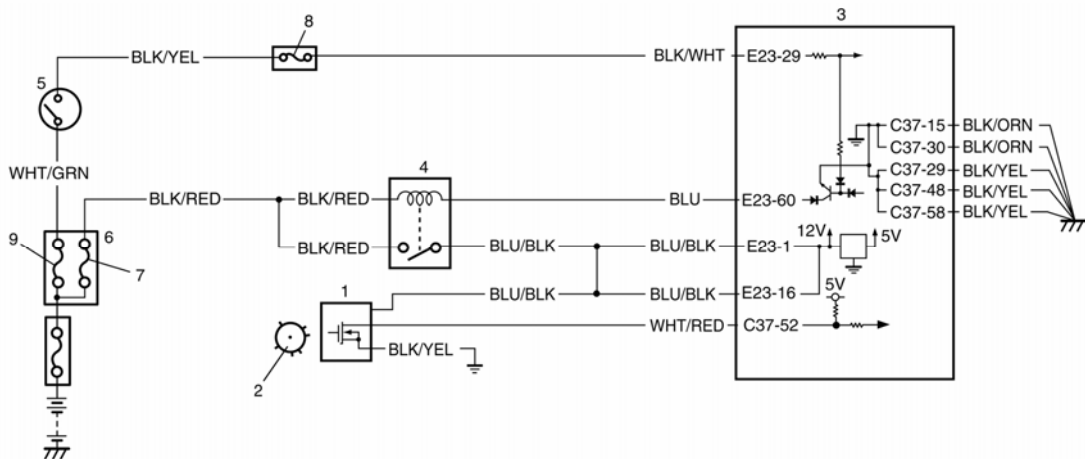 3
8
BLK/YEL
BLK/WHT
E23-29
5
C37-15
BLK/ORN
C37-30
BLK/ORN
WHT/GRN
4
C37-29
BLK/YEL
BLK/RED
BLK/RED
BLU
E23-60
C37-48
BLK/YEL
C37-58
BLK/YEL
9
6
7
BLK/RED
BLU/BLK
BLU/BLK
E23-1
12V
5V
1
BLU/BLK
BLU/BLK
E23-16
5V
WHT/RED
C37-52
2
BLK/YEL